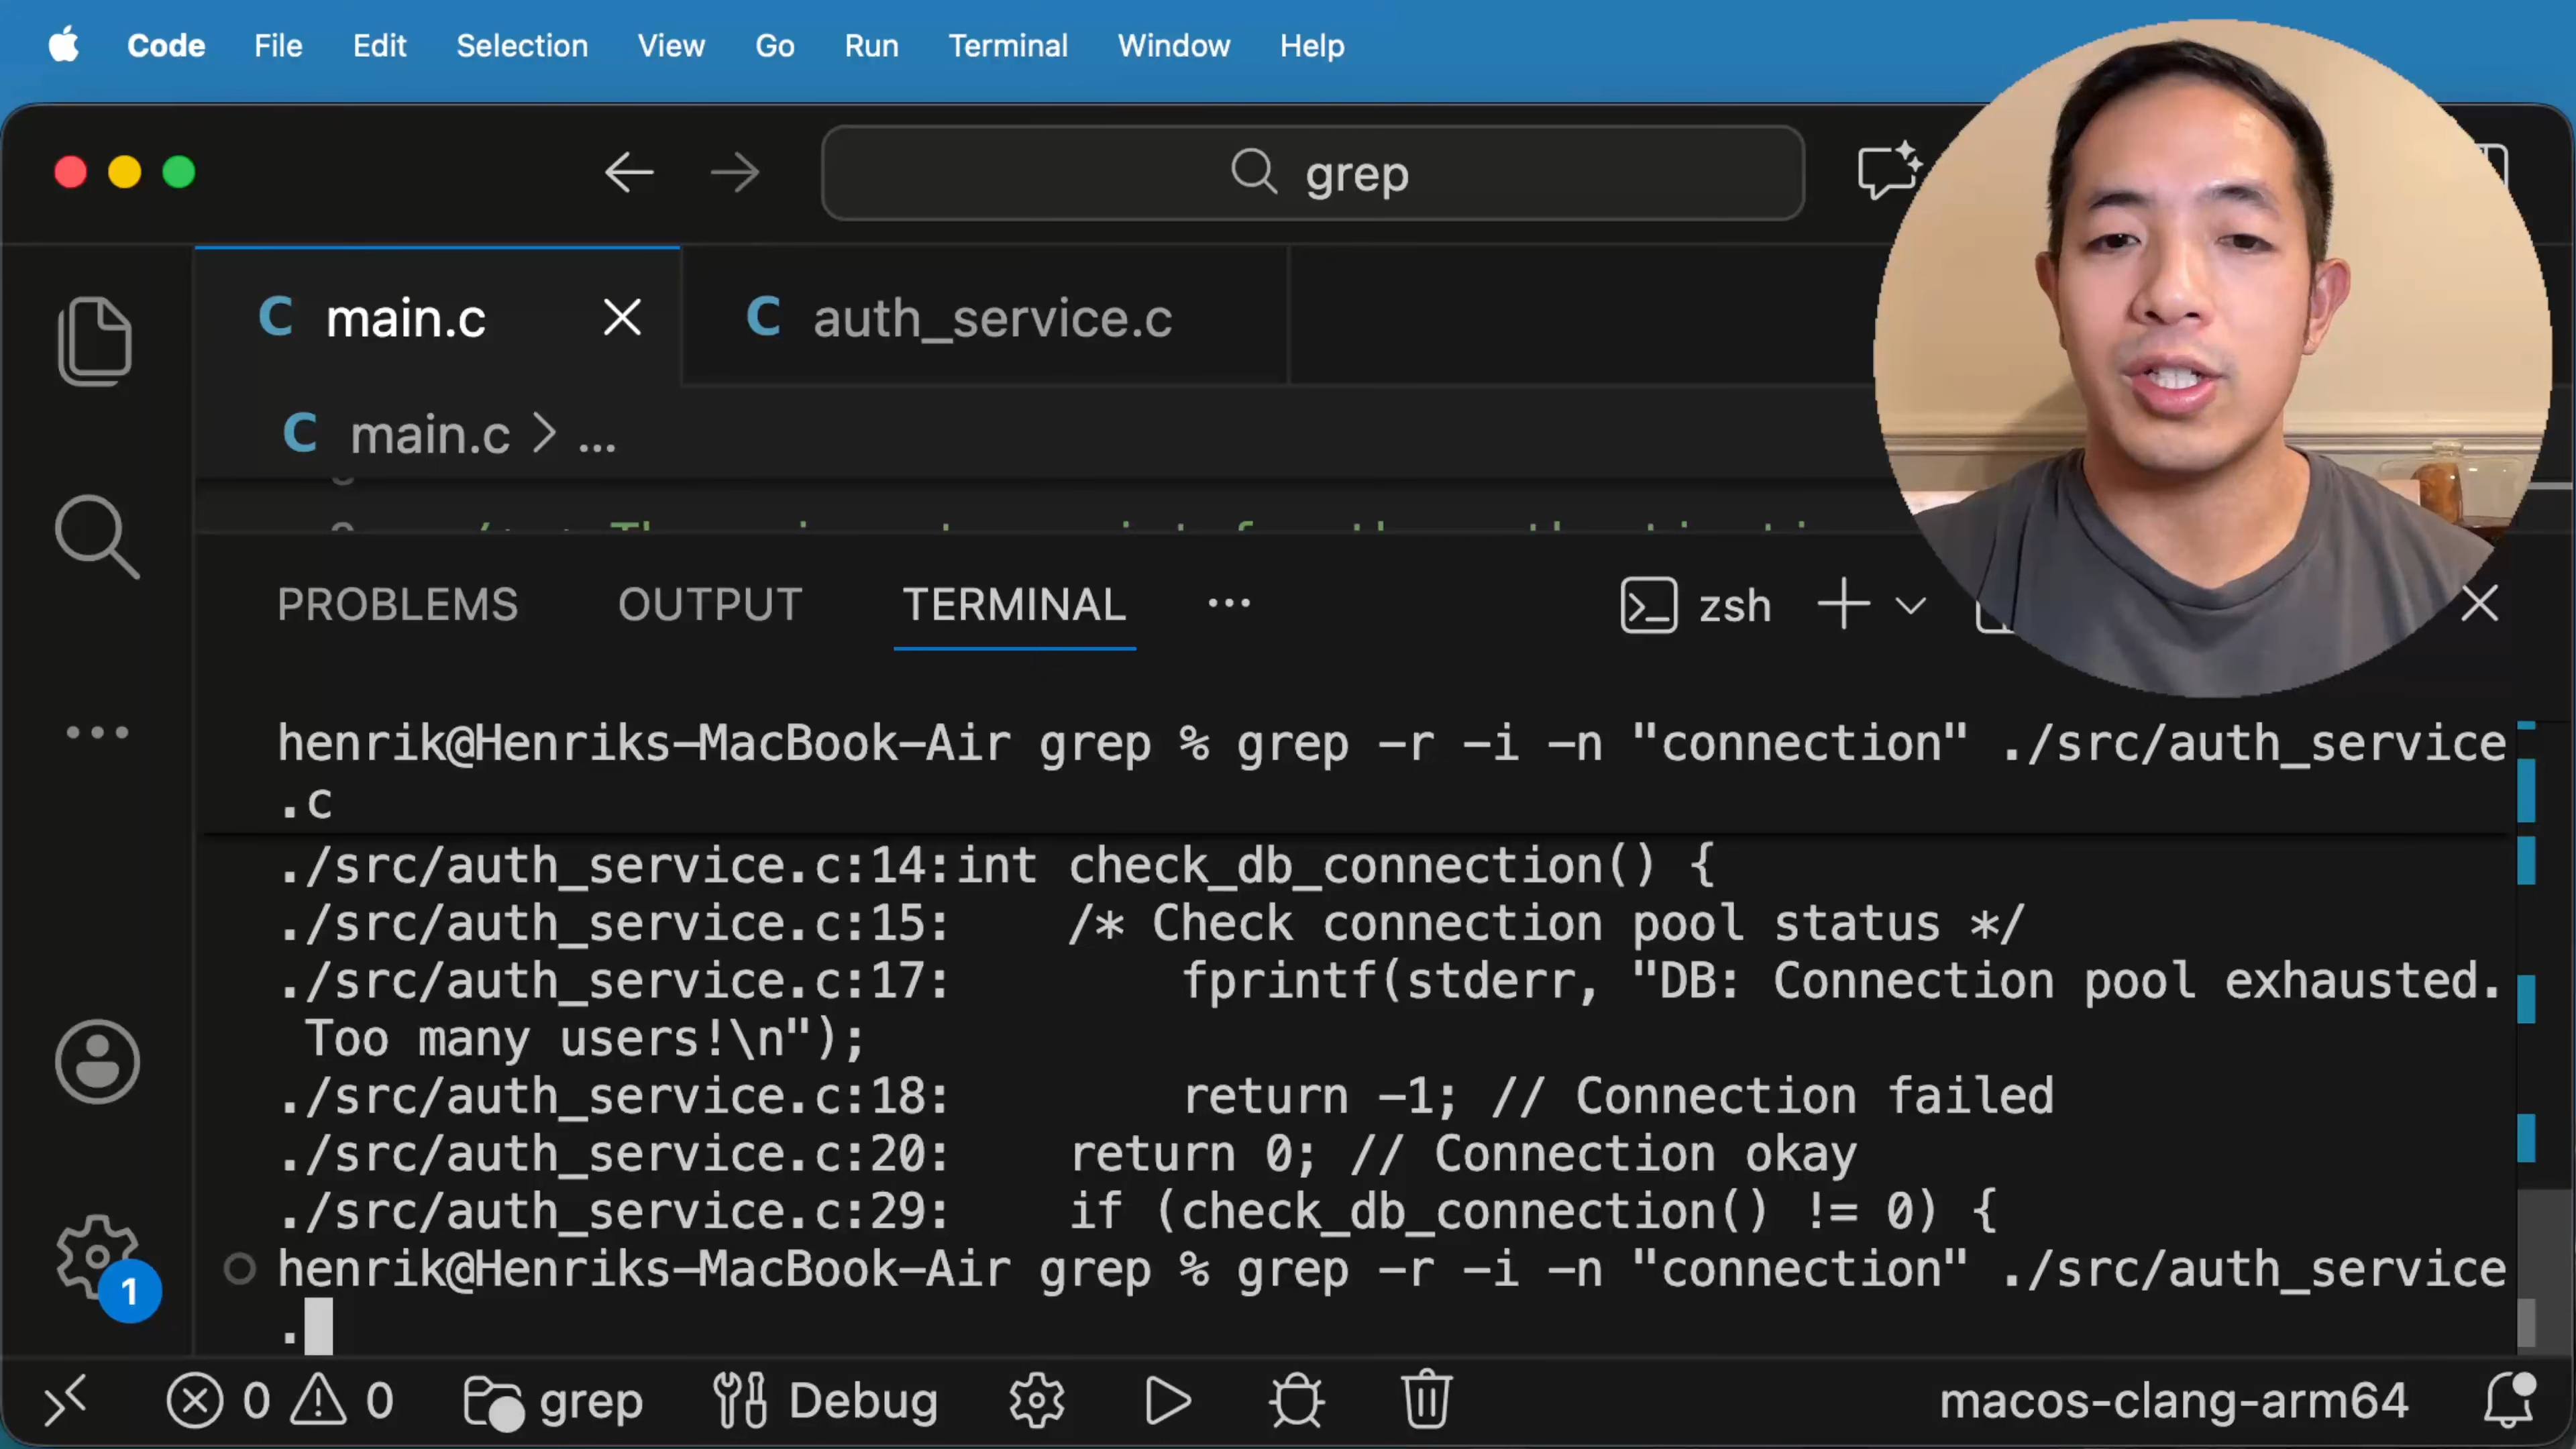 Code File Edit Selection View Go Run Terminal Window Help
grep
C main.c
C auth_service.c
C main.c > ...
PROBLEMS OUTPUT TERMINAL ...
zsh
henrik@Henriks-MacBook-Air grep % grep -r -i -n "connection" ./src/auth_service
.c
./src/auth_service.c:14:int check_db_connection() {
./src/auth_service.c:15:    /* Check connection pool status */
./src/auth_service.c:17:        fprintf(stderr, "DB: Connection pool exhausted.
 Too many users!\n");
./src/auth_service.c:18:        return -1; // Connection failed
./src/auth_service.c:20:    return 0; // Connection okay
./src/auth_service.c:29:    if (check_db_connection() != 0) {
henrik@Henriks-MacBook-Air grep % grep -r -i -n "connection" ./src/auth_service
.
1
0 0 grep Debug macos-clang-arm64